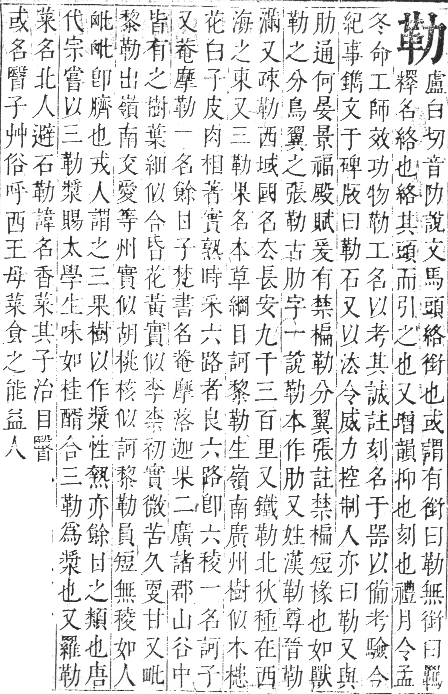 勒
盧白切音阞說文馬頭絡銜也或謂有銜曰勒無銜曰羈
釋名絡也絡其頭而引之也又增韻抑也刻也禮月令孟
冬命工師效功物勒工名以考其誠註刻名于器以偹考驗今
紀事鐫文于碑版曰勒石又以法令威力控制人亦曰勒又與
肋通何晏景福殿賦爰有禁楄勒分翼張註禁楄短椽也如獸
勒之分鳥翼之張勒古肋字一說勒本作肋又姓漢勒尊晉勒
滿又疎勒西域國名厺長安九千三百里又鐵勒北狄種在西
海之東又三勒果名本草綱目訶黎勒生嶺南廣州樹似木槵
花白子皮肉相著實熟時采六路者良六路卽六稜一名訶子
又菴摩勒一名餘甘子梵書名菴摩落迦果二廣諸郡山谷中
皆有之樹葉細似合昏花黃實似李柰初實微苦久耎甘又毗
黎勒出嶺南交愛等州實似胡桃核似訶黎勒員短無稜如人
毗毗卽臍也戎人謂之三果樹以作漿性熱亦餘甘之類也唐
代宗嘗以三勒漿賜太學生味如桂醑合三勒為漿也又羅勒
菜名北人避石勒諱名香菜其子治目瞖
或名瞖子艸俗呼西王母菜食之能益人